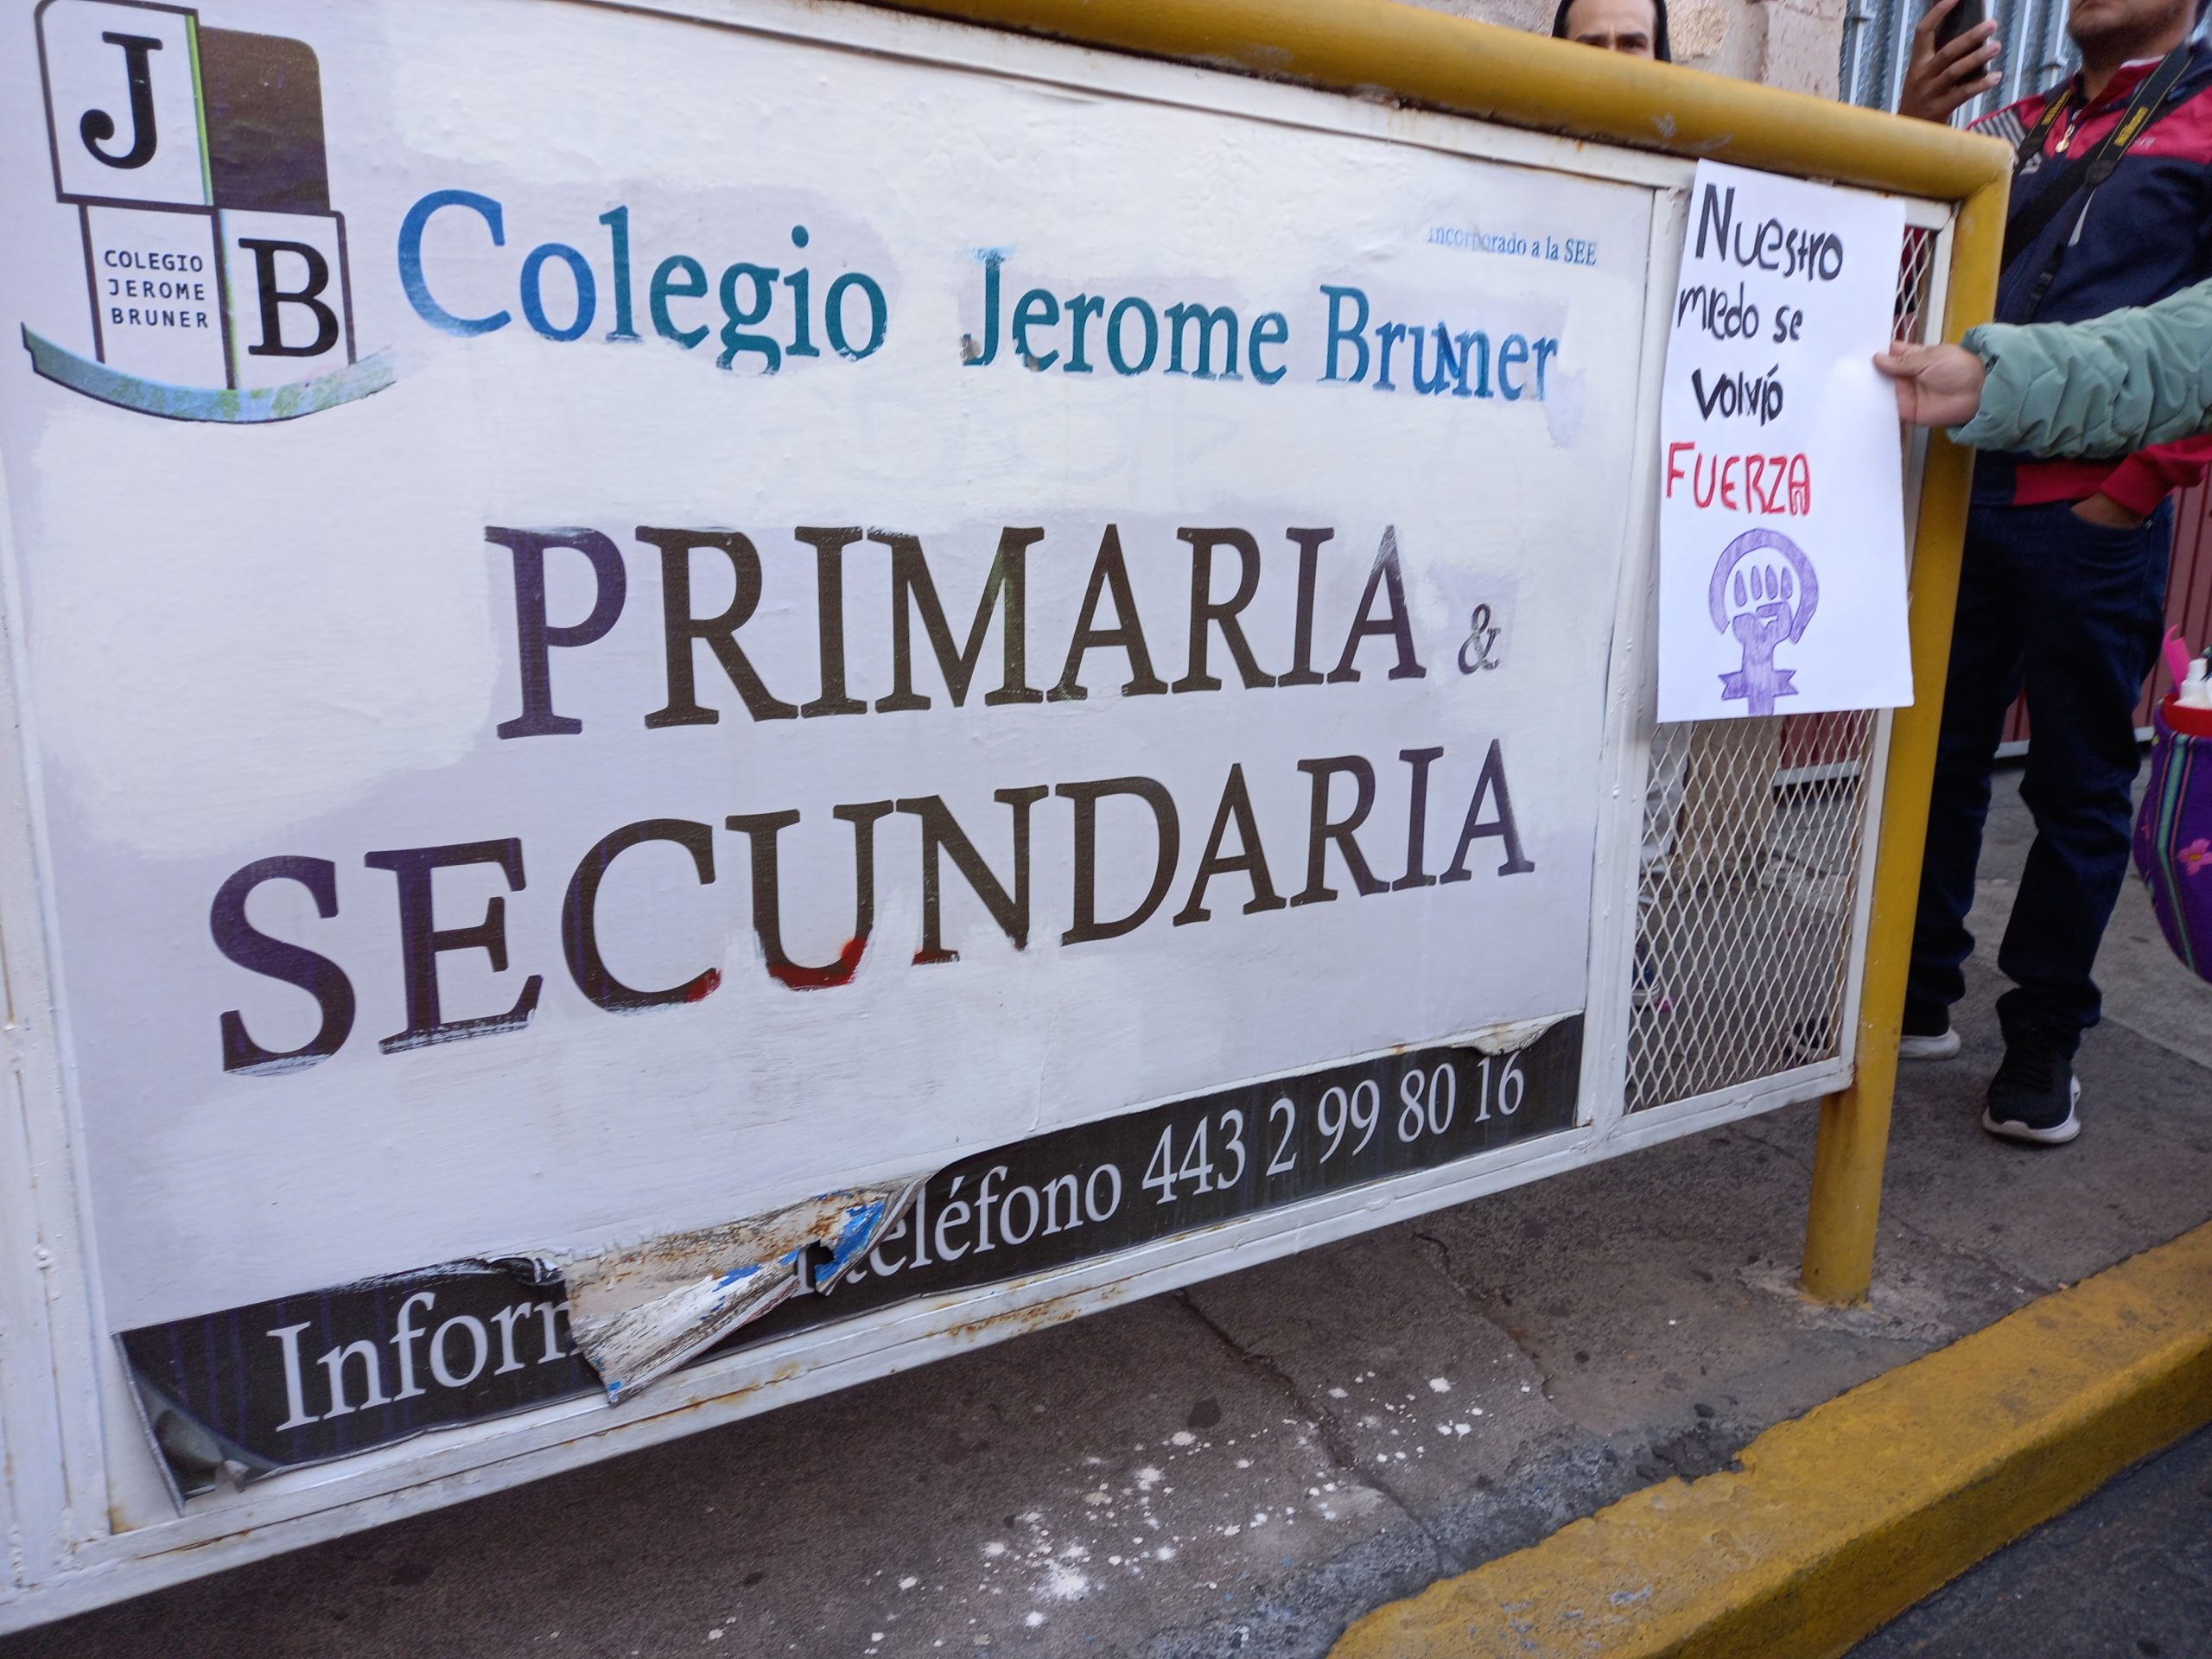 J
COLEGIO
JEROME
BRUNER
B
Colegio Jerome Bruner
incorporado a la SEE
PRIMARIA &
SECUNDARIA
teléfono 443 2 99 80 16
Nuestro
miedo se
volvió
FUERZA